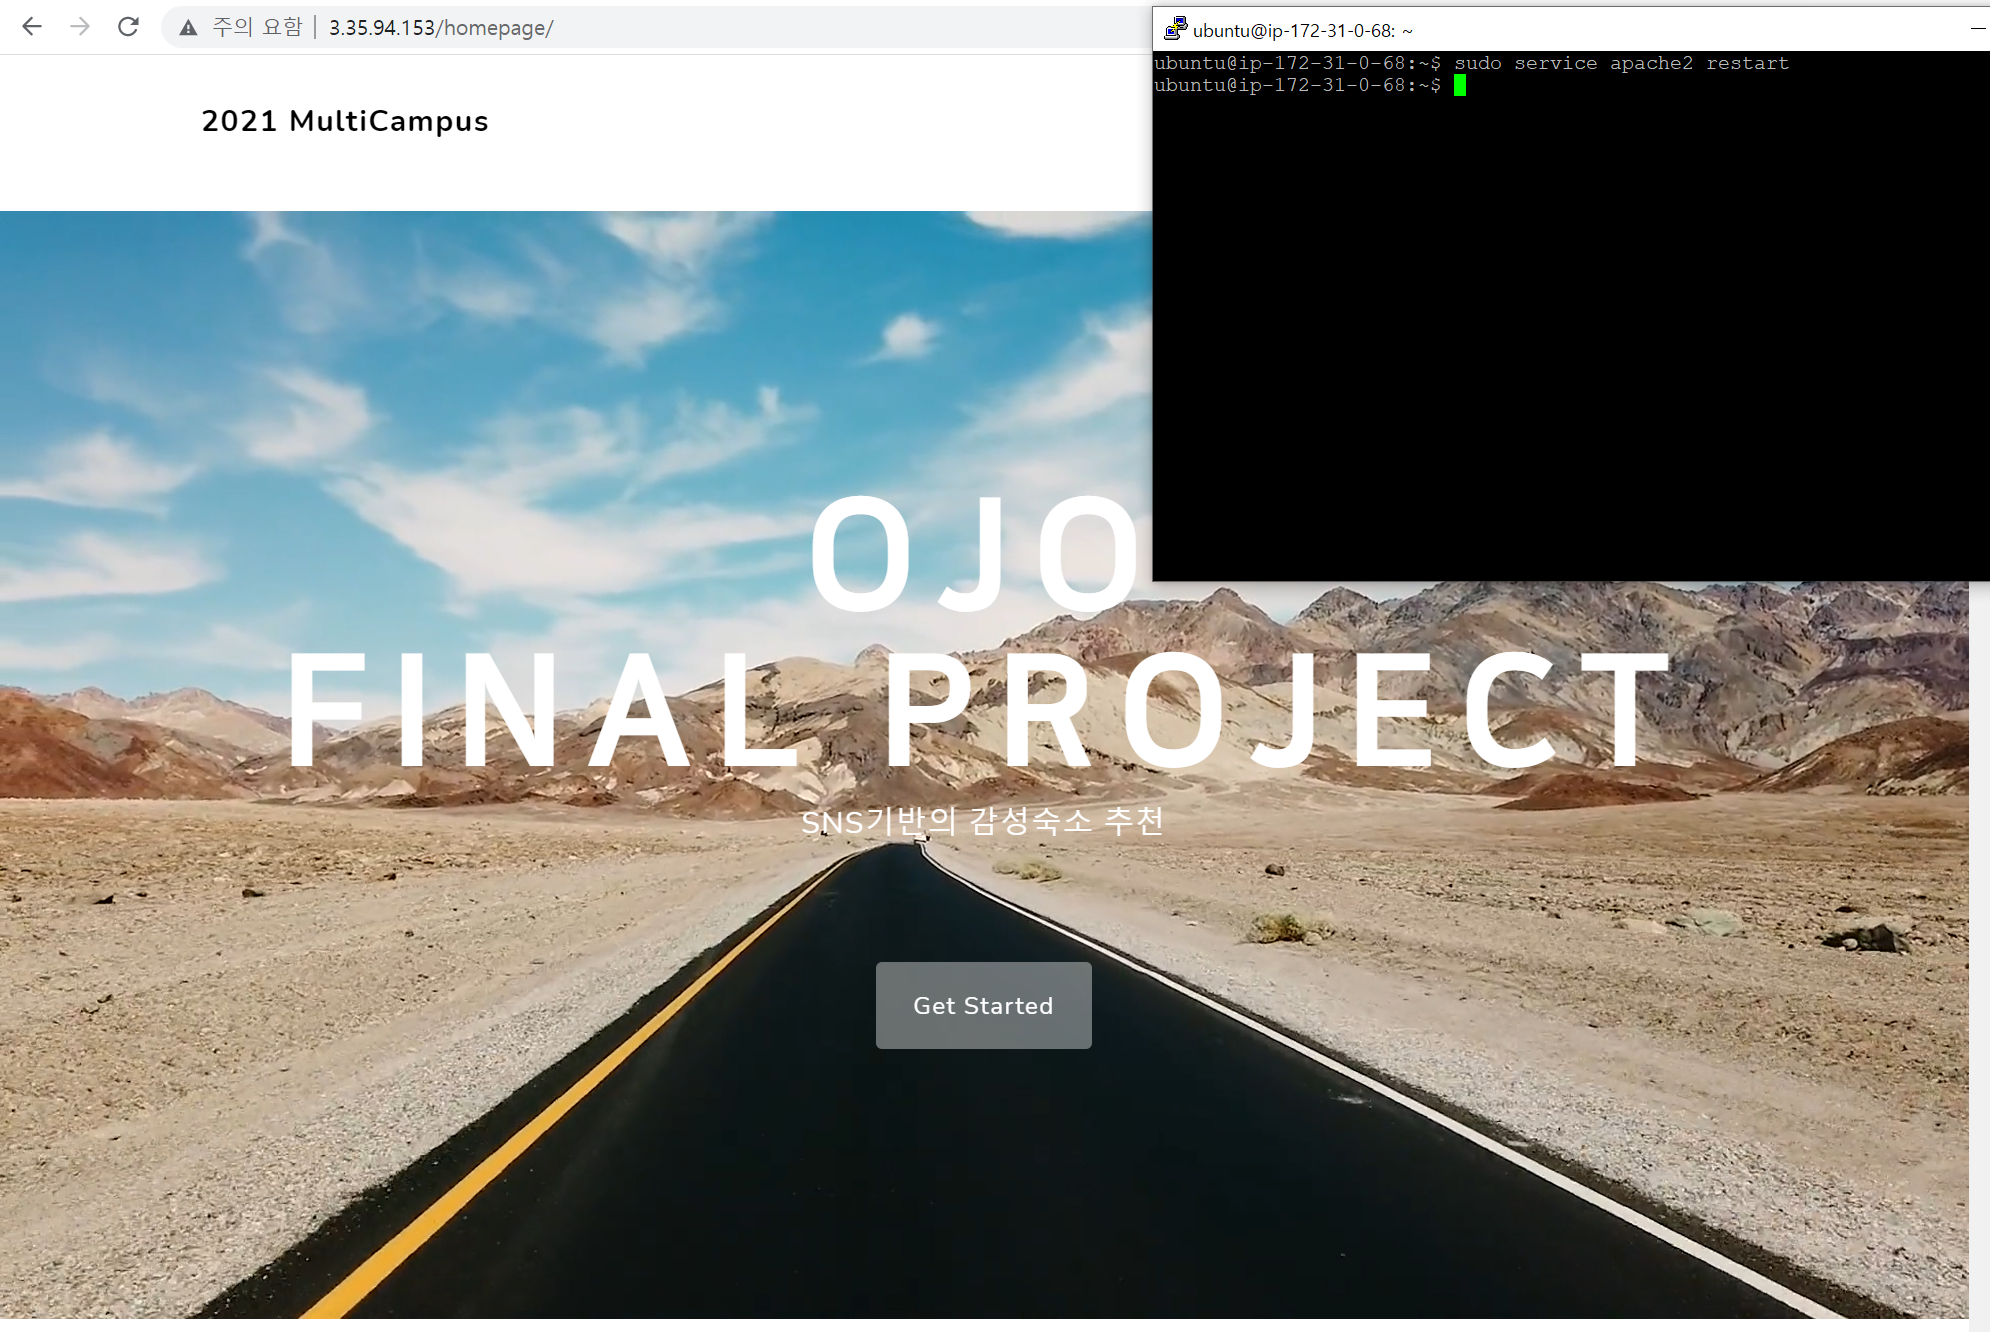 주의 요함 | 3.35.94.153/homepage/
ubuntu@ip-172-31-0-68: ~
ubuntu@ip-172-31-0-68:~$ sudo service apache2 restart
ubuntu@ip-172-31-0-68:~$
2021 MultiCampus
OJO
FINAL PROJECT
SNS기반의 감성숙소 추천
Get Started